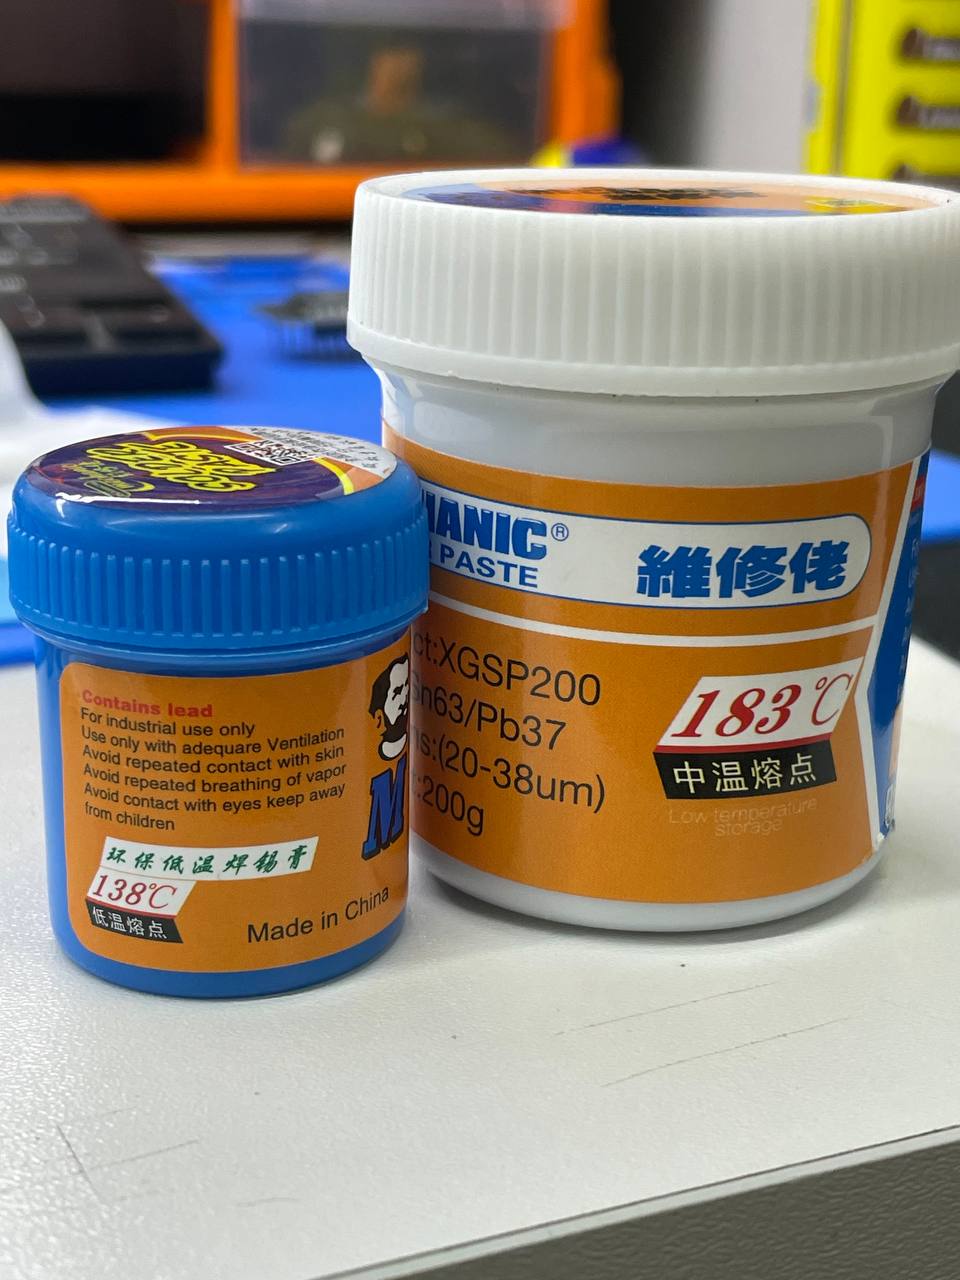 SOLDER
PASTE
Contains lead
For industrial use only
Use only with adequare Ventilation
Avoid repeated contact with skin
Avoid repeated breathing of vapor
Avoid contact with eyes keep away
from children
环保低温焊锡膏
138℃
低温熔点
Made in China
M
HANIC®
R PASTE
維修佬
ct:XGSP200
Sn63/Pb37
ns:(20-38um)
t:200g
183℃
中温熔点
Low temperature
storage